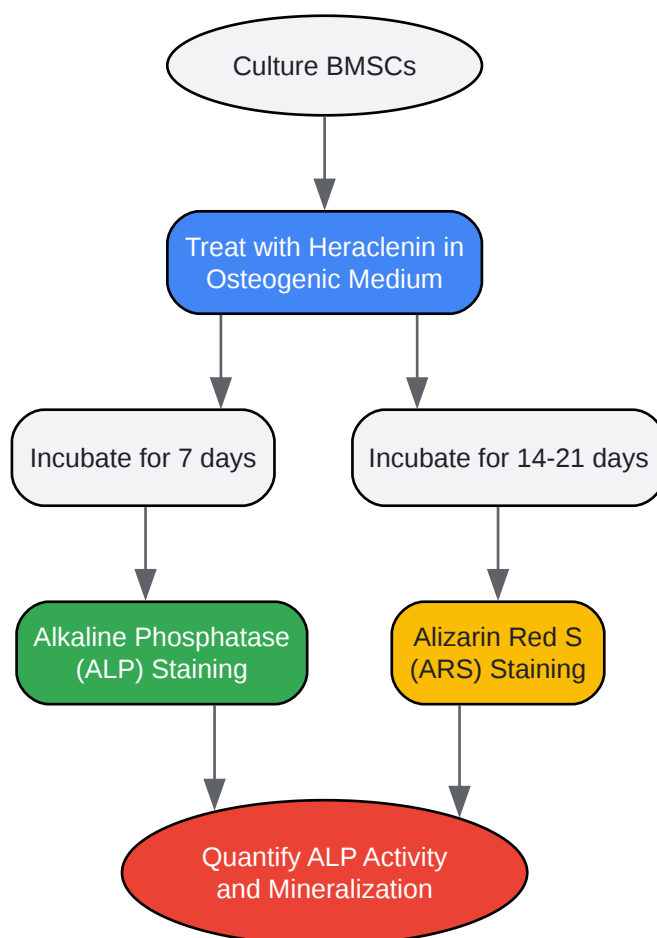 Culture BMSCs
Treat with Heraclenin in
Osteogenic Medium
Incubate for 7 days
Incubate for 14-21 days
Alkaline Phosphatase
(ALP) Staining
Alizarin Red S
(ARS) Staining
Quantify ALP Activity
and Mineralization